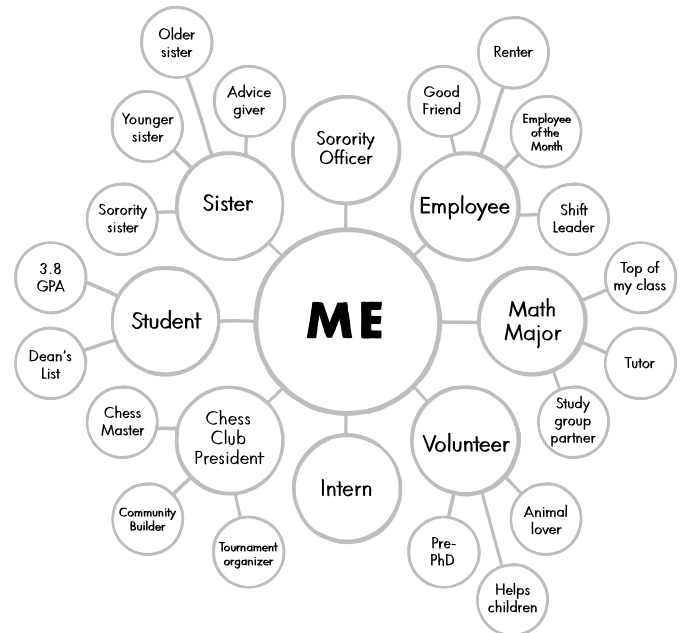 Older
sister
Renter
Advice
giver
Good
Friend
Younger
sister
Employee
of the
Month
Sorority
Officer
Sister
Employee
Sorority
sister
Shift
Leader
3.8
GPA
Top of
my class
Student
ME
Math
Major
Dean's
List
Tutor
Chess
Master
Study
group
partner
Chess
Club
President
Volunteer
Intern
Community
Builder
Animal
lover
Tournament
organizer
Pre-
PhD
Helps
children